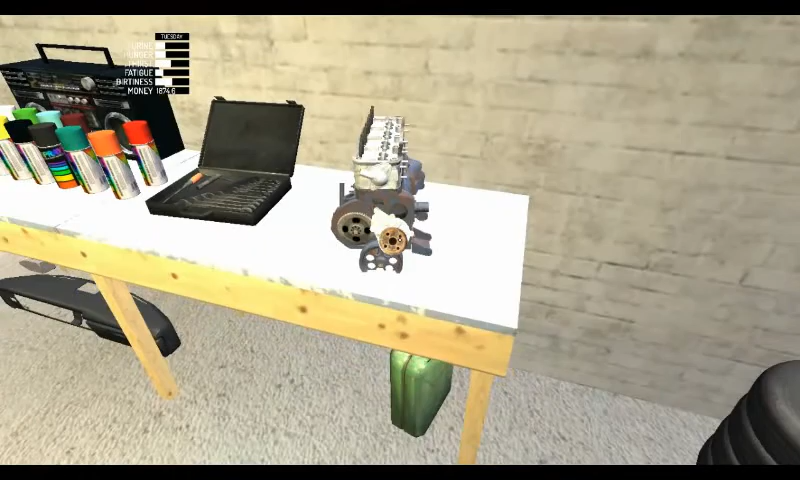 TUESDAY
URINE
HUNGER
THIRST
FATIGUE
DIRTINESS
MONEY 1874.6